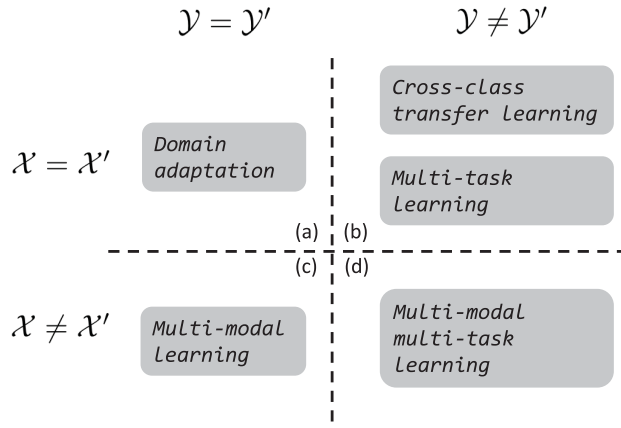 𝒴 = 𝒴′
𝒴 ≠ 𝒴′
𝒳 = 𝒳′
Domain
adaptation
Cross-class
transfer learning
Multi-task
learning
(a)
(b)
(c)
(d)
𝒳 ≠ 𝒳′
Multi-modal
learning
Multi-modal
multi-task
learning